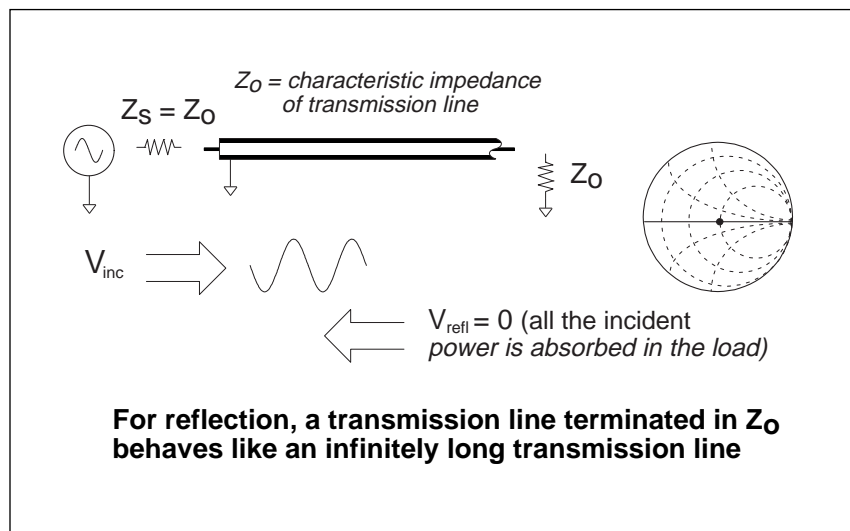 Zo = characteristic impedance
of transmission line
Zs = Zo
Zo
Vinc
Vrefl = 0 (all the incident
power is absorbed in the load)
For reflection, a transmission line terminated in Zo
behaves like an infinitely long transmission line